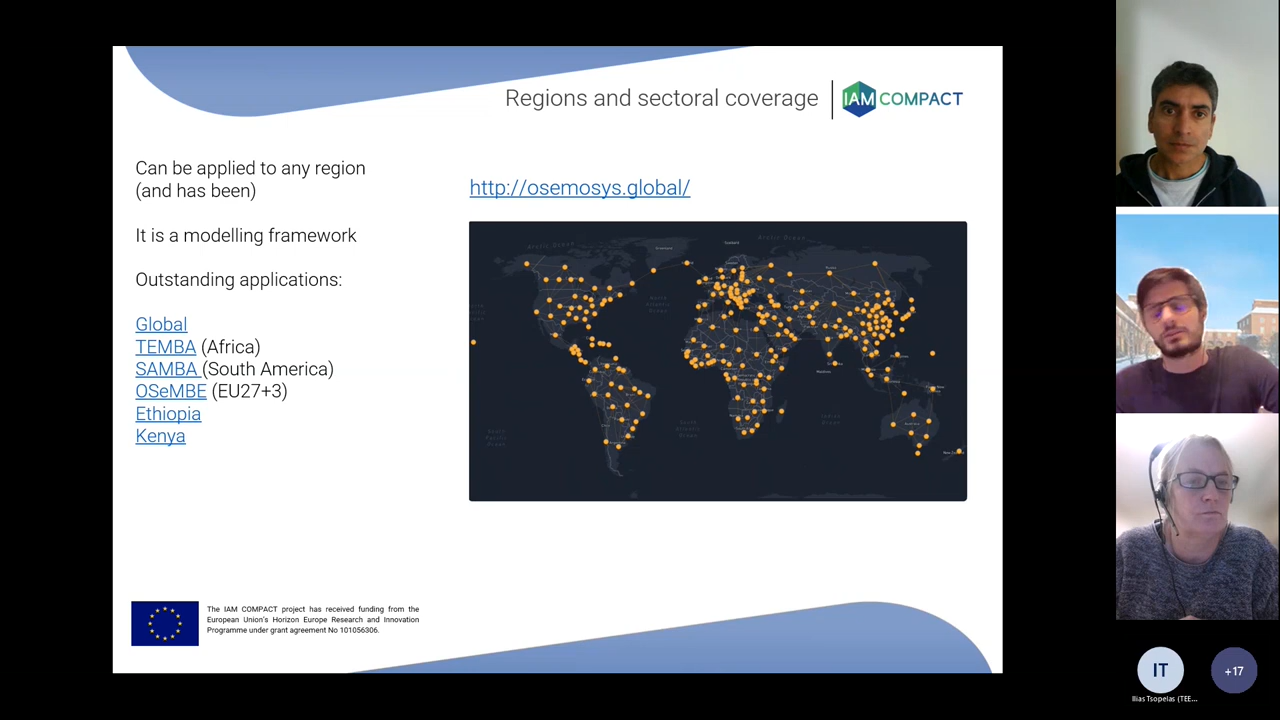 Regions and sectoral coverage
IAM COMPACT
Can be applied to any region
(and has been)
It is a modelling framework
Outstanding applications:
Global
TEMBA (Africa)
SAMBA (South America)
OSeMBE (EU27+3)
Ethiopia
Kenya
http://osemosys.global/
The IAM COMPACT project has received funding from the
European Union's Horizon Europe Research and Innovation
Programme under grant agreement No 101056306.
IT
+17
Ilias Tsopelas (TEE...